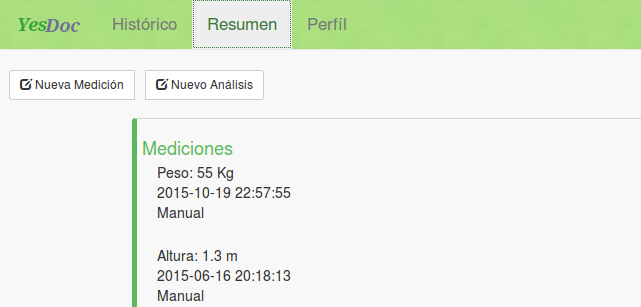 YesDoc Histórico Resumen Perfíl
Nueva Medición Nuevo Análisis
Mediciones
Peso: 55 Kg
2015-10-19 22:57:55
Manual
Altura: 1.3 m
2015-06-16 20:18:13
Manual